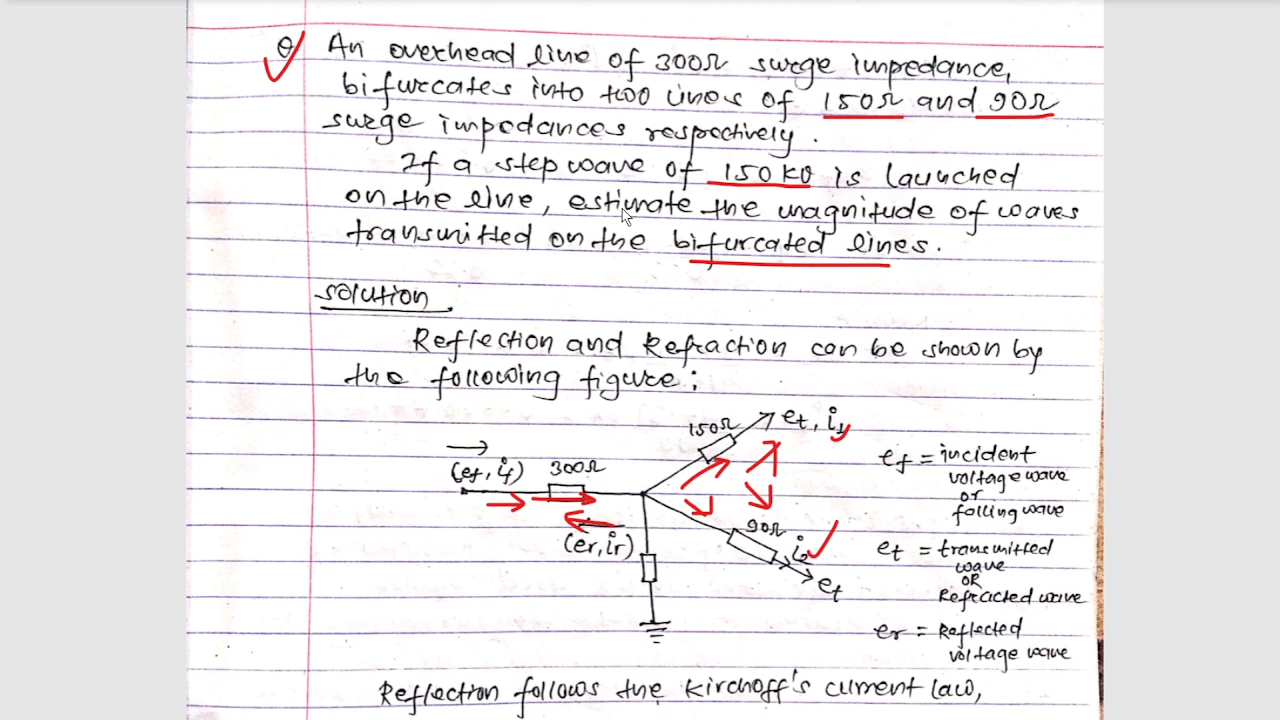 Q An overhead line of 300Ω surge impedance,
bifurcates into two lines of 150Ω and 90Ω
surge impedances respectively.
If a step wave of 150KV is launched
on the line, estimate the magnitude of waves
transmitted on the bifurcated lines.
solution
Reflection and Refraction can be shown by
the following figure;
150Ω
et, i1
(ef, if)
300Ω
(er, ir)
90Ω
i2
et
ef = incident
voltage wave
or
falling wave
et = transmitted
wave
OR
Refracted wave
er = Reflected
voltage wave
Reflection follows the Kirchoff's current law,